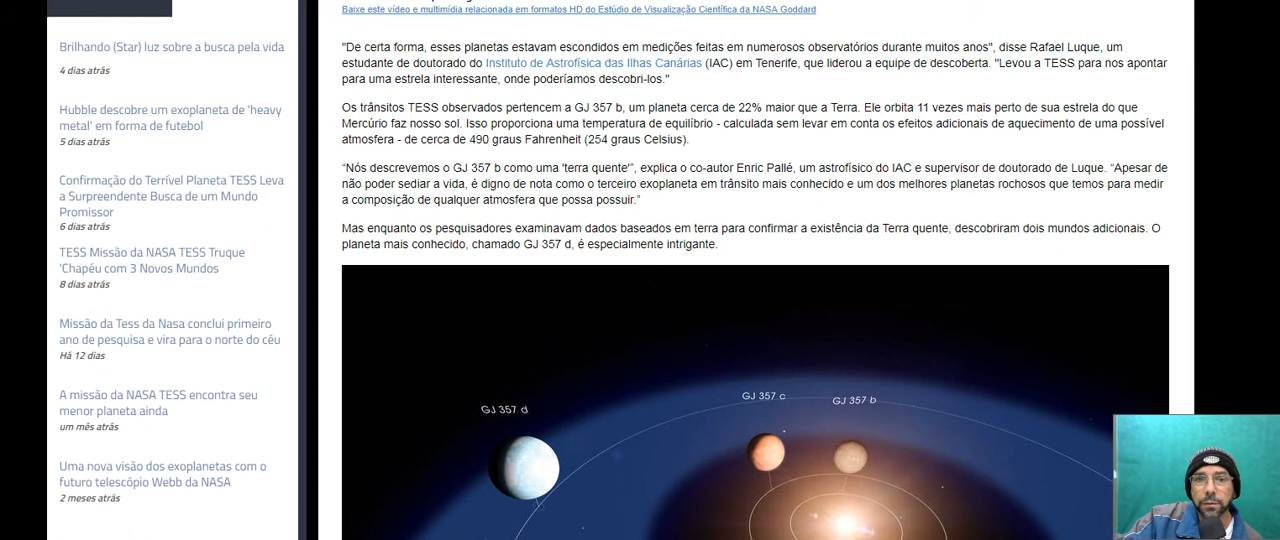 Baixe este vídeo e multimídia relacionada em formatos HD do Estúdio de Visualização Científica da NASA Goddard
Brilhando (Star) luz sobre a busca pela vida
4 dias atrás
Hubble descobre um exoplaneta de 'heavy
metal' em forma de futebol
5 dias atrás
Confirmação do Terrível Planeta TESS Leva
a Surpreendente Busca de um Mundo
Promissor
6 dias atrás
TESS Missão da NASA TESS Truque
'Chapéu com 3 Novos Mundos
8 dias atrás
Missão da Tess da Nasa conclui primeiro
ano de pesquisa e vira para o norte do céu
Há 12 dias
A missão da NASA TESS encontra seu
menor planeta ainda
um mês atrás
Uma nova visão dos exoplanetas com o
futuro telescópio Webb da NASA
2 meses atrás
"De certa forma, esses planetas estavam escondidos em medições feitas em numerosos observatórios durante muitos anos", disse Rafael Luque, um
estudante de doutorado do Instituto de Astrofísica das Ilhas Canárias (IAC) em Tenerife, que liderou a equipe de descoberta. "Levou a TESS para nos apontar
para uma estrela interessante, onde poderíamos descobri-los."
Os trânsitos TESS observados pertencem a GJ 357 b, um planeta cerca de 22% maior que a Terra. Ele orbita 11 vezes mais perto de sua estrela do que
Mercúrio faz nosso sol. Isso proporciona uma temperatura de equilíbrio - calculada sem levar em conta os efeitos adicionais de aquecimento de uma possível
atmosfera - de cerca de 490 graus Fahrenheit (254 graus Celsius).
“Nós descrevemos o GJ 357 b como uma 'terra quente'”, explica o co-autor Enric Pallé, um astrofísico do IAC e supervisor de doutorado de Luque. “Apesar de
não poder sediar a vida, é digno de nota como o terceiro exoplaneta em trânsito mais conhecido e um dos melhores planetas rochosos que temos para medir
a composição de qualquer atmosfera que possa possuir.”
Mas enquanto os pesquisadores examinavam dados baseados em terra para confirmar a existência da Terra quente, descobriram dois mundos adicionais. O
planeta mais conhecido, chamado GJ 357 d, é especialmente intrigante.
GJ 357 d
GJ 357 c
GJ 357 b